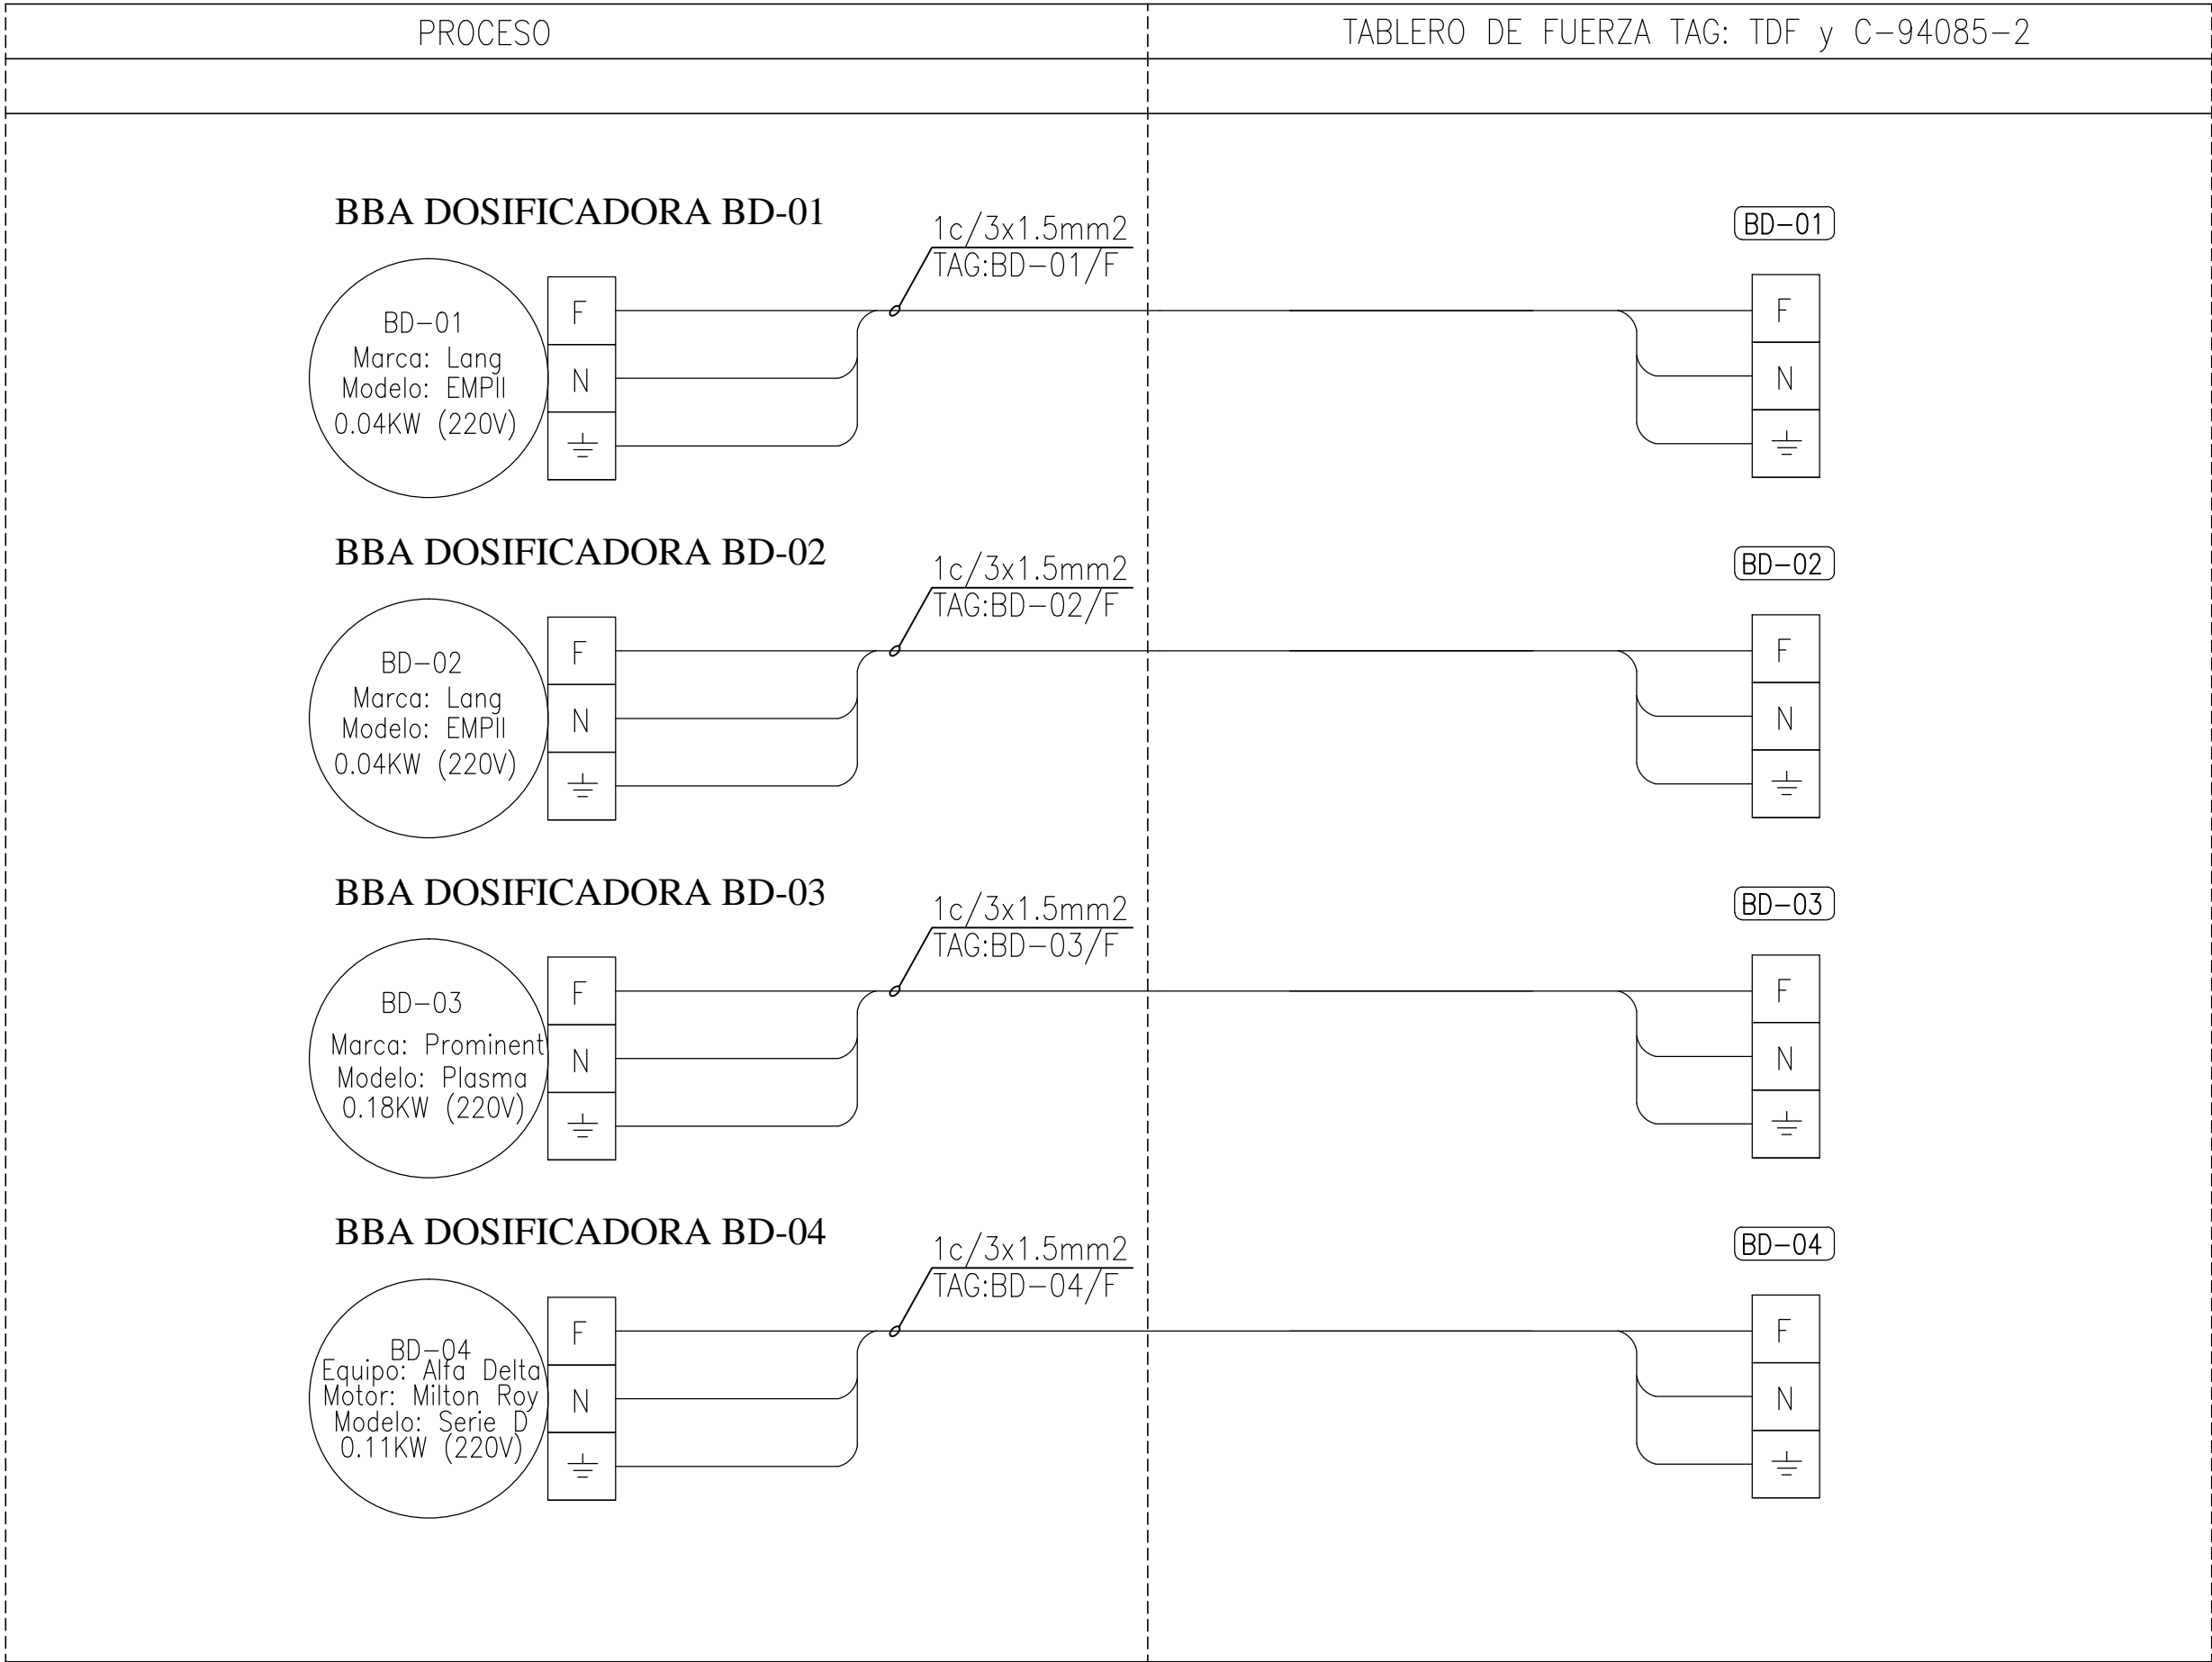 PROCESO
TABLERO DE FUERZA TAG: TDF y C-94085-2
BBA DOSIFICADORA BD-01
1c/3x1.5mm2
TAG:BD-01/F
BD-01
BD-01
Marca: Lang
Modelo: EMPII
0.04KW (220V)
F
N
F
N
BBA DOSIFICADORA BD-02
1c/3x1.5mm2
TAG:BD-02/F
BD-02
BD-02
Marca: Lang
Modelo: EMPII
0.04KW (220V)
F
N
F
N
BBA DOSIFICADORA BD-03
1c/3x1.5mm2
TAG:BD-03/F
BD-03
BD-03
Marca: Prominent
Modelo: Plasma
0.18KW (220V)
F
N
F
N
BBA DOSIFICADORA BD-04
1c/3x1.5mm2
TAG:BD-04/F
BD-04
BD-04
Equipo: Alfa Delta
Motor: Milton Roy
Modelo: Serie D
0.11KW (220V)
F
N
F
N